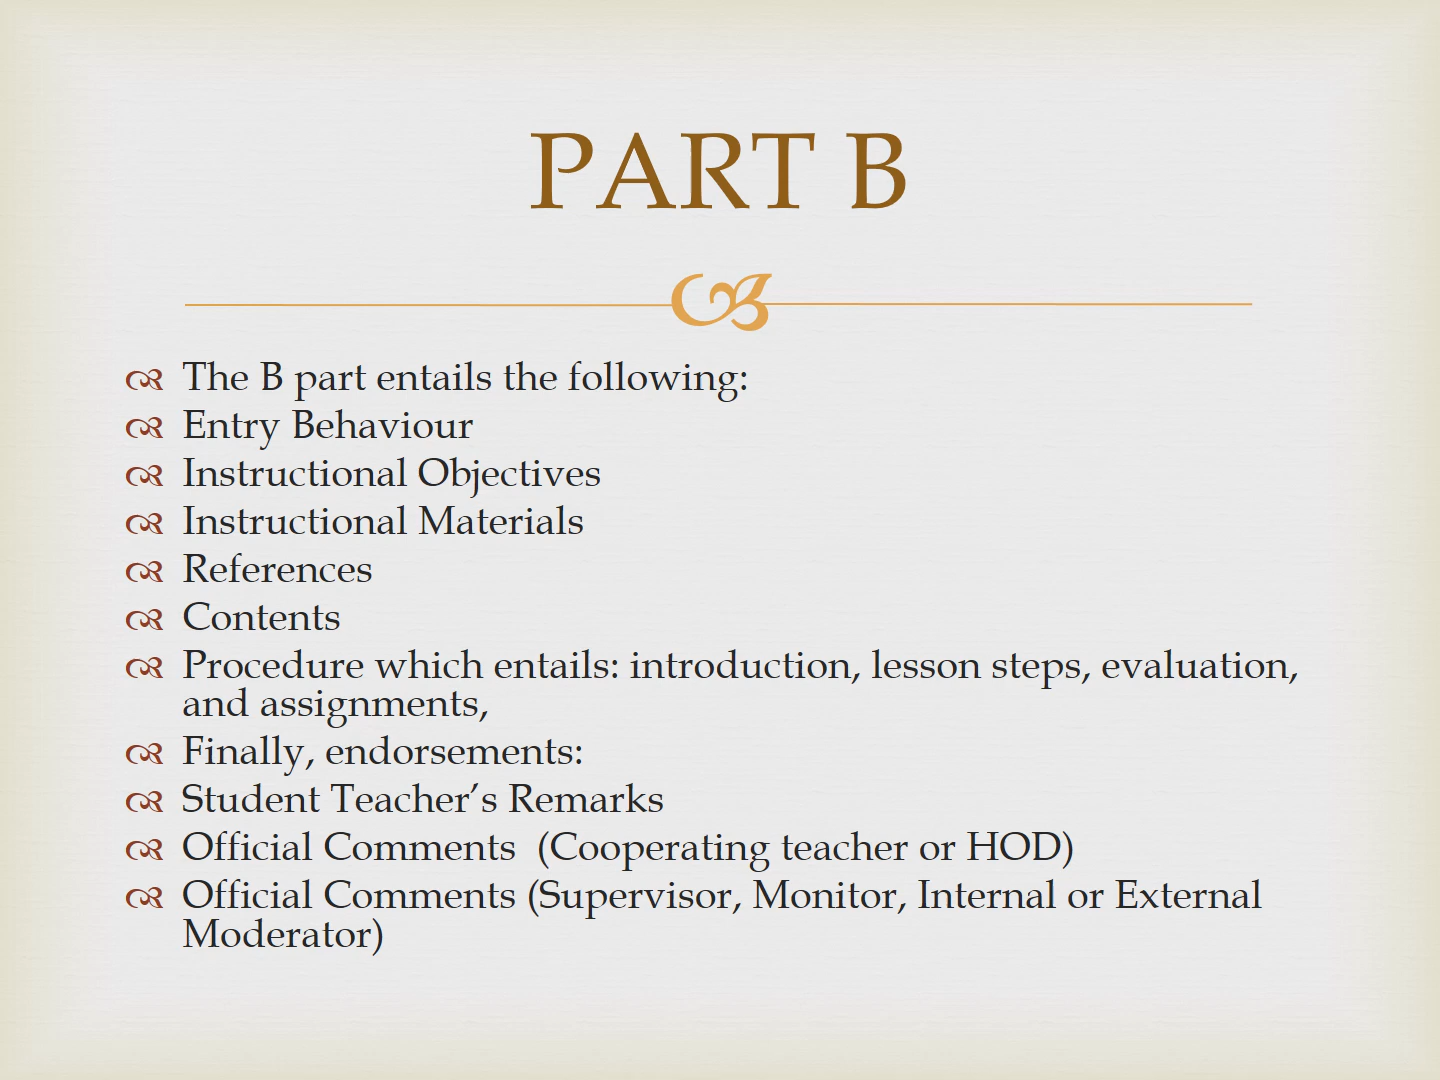 PART B
The B part entails the following:
Entry Behaviour
Instructional Objectives
Instructional Materials
References
Contents
Procedure which entails: introduction, lesson steps, evaluation,
and assignments,
Finally, endorsements:
Student Teacher’s Remarks
Official Comments  (Cooperating teacher or HOD)
Official Comments (Supervisor, Monitor, Internal or External
Moderator)